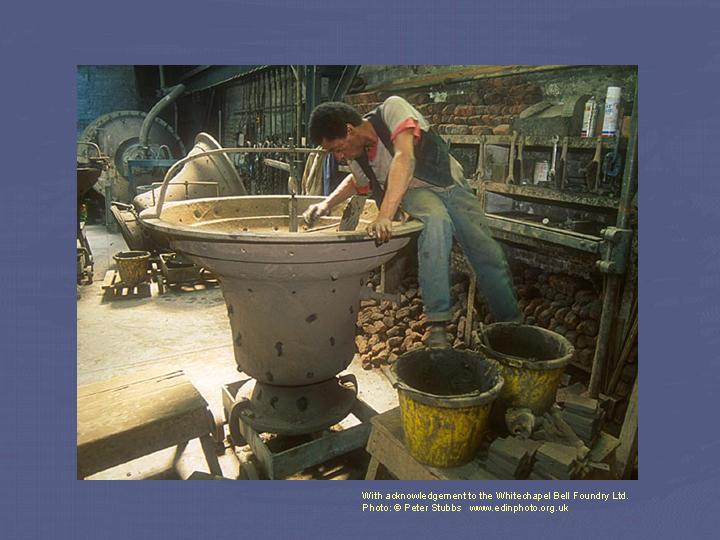 With acknowledgement to the Whitechapel Bell Foundry Ltd.
Photo: © Peter Stubbs www.edinphoto.org.uk